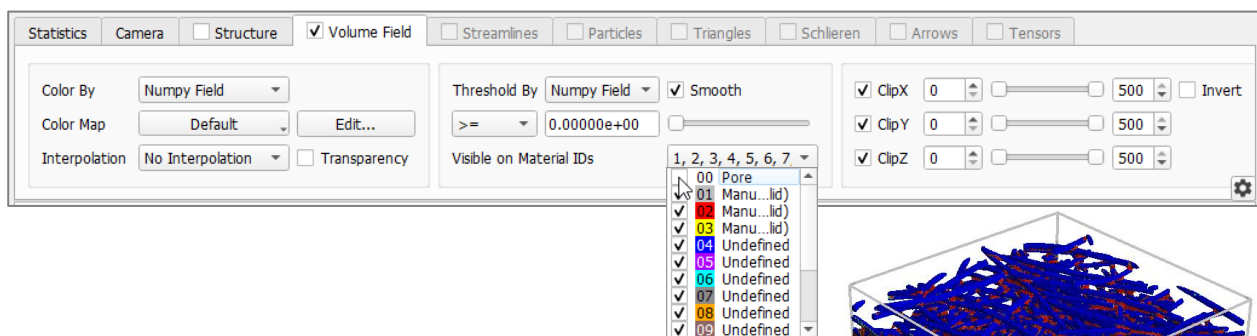 Statistics Camera Structure Volume Field Streamlines Particles Triangles Schlieren Arrows Tensors
Color By Numpy Field Threshold By Numpy Field Smooth ClipX 0 500 Invert
Color Map Default Edit... >= 0.00000e+00 ClipY 0 500
Interpolation No Interpolation Transparency Visible on Material IDs 1, 2, 3, 4, 5, 6, 7, ClipZ 0 500
00 Pore
01 Manu...lid)
02 Manu...lid)
03 Manu...lid)
04 Undefined
05 Undefined
06 Undefined
07 Undefined
08 Undefined
09 Undefined